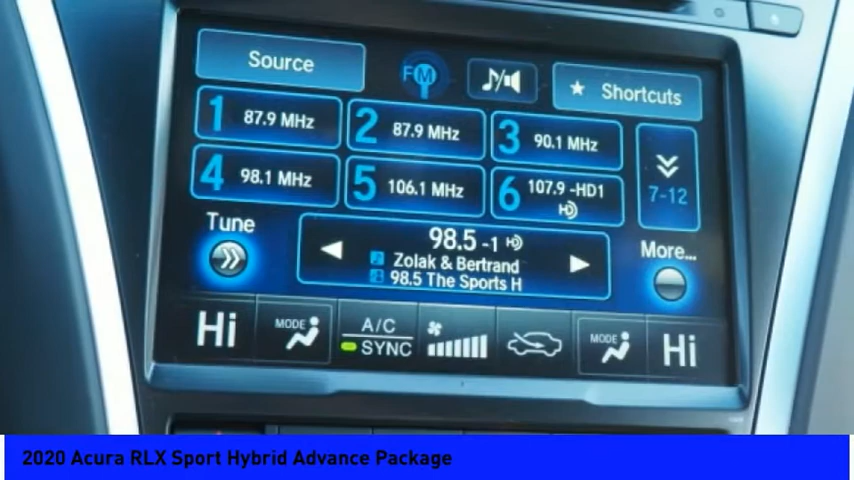 Source
FM
Shortcuts
1 87.9 MHz
2 87.9 MHz
3 90.1 MHz
4 98.1 MHz
5 106.1 MHz
6 107.9 -HD1
7-12
Tune
98.5 -1
Zolak & Bertrand
98.5 The Sports H
More...
Hi
MODE
A/C
SYNC
MODE
Hi
2020 Acura RLX Sport Hybrid Advance Package